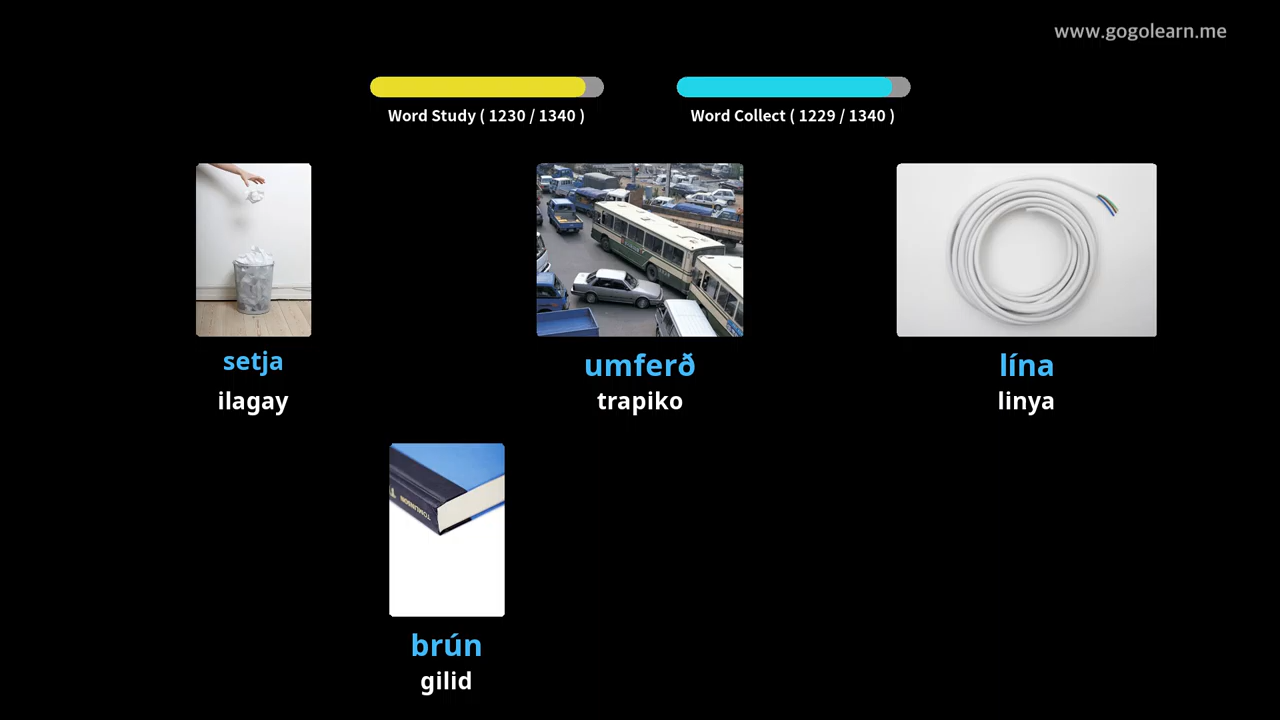 www.gogolearn.me
Word Study ( 1230 / 1340 )
Word Collect ( 1229 / 1340 )
setja
ilagay
umferð
trapiko
lína
linya
TOMLINSON
brún
gilid